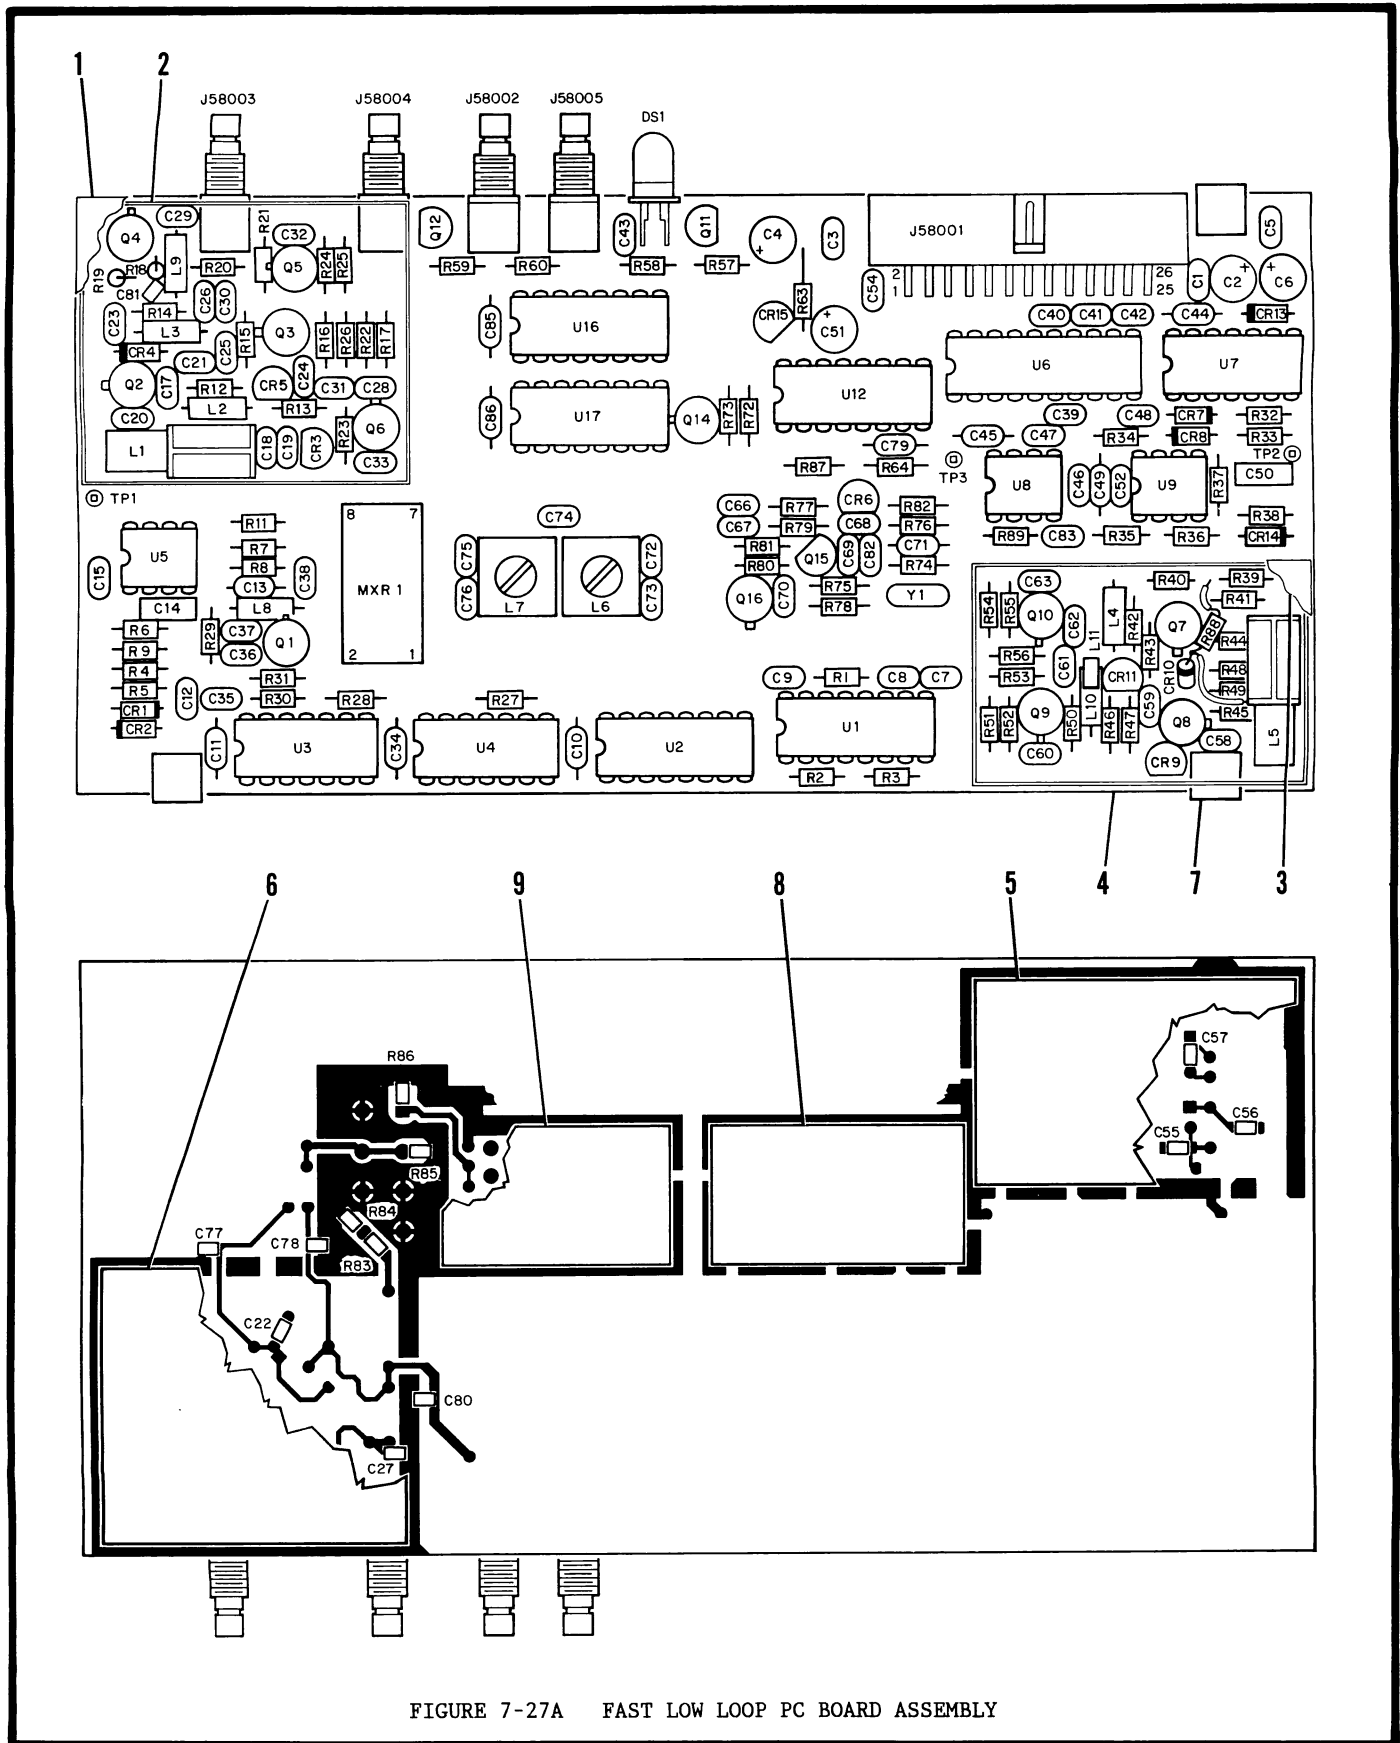 1 2
J58003 J58004 J58002 J58005 DS1
C29 R21 C32 Q12 C43 Q11 C4 + C3 J58001 C5
Q4 L9 R20 Q5 R24 R25 R59 R60 R58 R57
R19 R18 C81 C26 C30 R63 C54 2 1 26 25 C1 C2 + C6 +
C23 R14 L3 R15 Q3 R16 R26 R22 R17 C85 U16 CR15 C51 + C40 C41 C42 C44 CR13
CR4 C21 C25 U6 U7
Q2 C17 R12 CR5 C24 C31 C28 C86 U17 Q14 R73 R72 U12
C20 L2 R13 R23 Q6 C39 C48 CR7 R32
L1 C18 C19 CR3 C33 C79 C45 C47 R34 CR8 R33
TP1 R87 R64 TP3 TP2
U8 C46 C49 C52 U9 R37 C50
8 7 C66 R77 CR6 R82
R11 C74 C67 R79 C68 R76 R38
U5 R7 C75 C72 R81 Q15 C69 C82 C71 R89 C83 R35 R36 CR14
C15 R8 C38 MXR 1 R80 R74
C13 C76 L7 L6 C73 Q16 C70 R75 Y1 C63 R40 R39
C14 L8 R78 R54 R55 Q10 L4 R41
R6 R29 C37 Q1 C62 R42 Q7 R88
R9 C36 2 1 R56 L11 R43 R44
R4 R31 C9 R1 C8 C7 R53 C61 CR11 CR10 R48
R5 C12 C35 R30 R28 R27 R49
CR1 R51 R52 Q9 R50 L10 R46 R47 C59 Q8 R45
CR2 C11 U3 C34 U4 C10 U2 U1 C60 CR9 C58 L5
R2 R3
6 9 8 5 4 7 3
R86 C57
C56
C55
R85
R84
C77 C78
R83
C22
C80
C27
FIGURE 7-27A FAST LOW LOOP PC BOARD ASSEMBLY